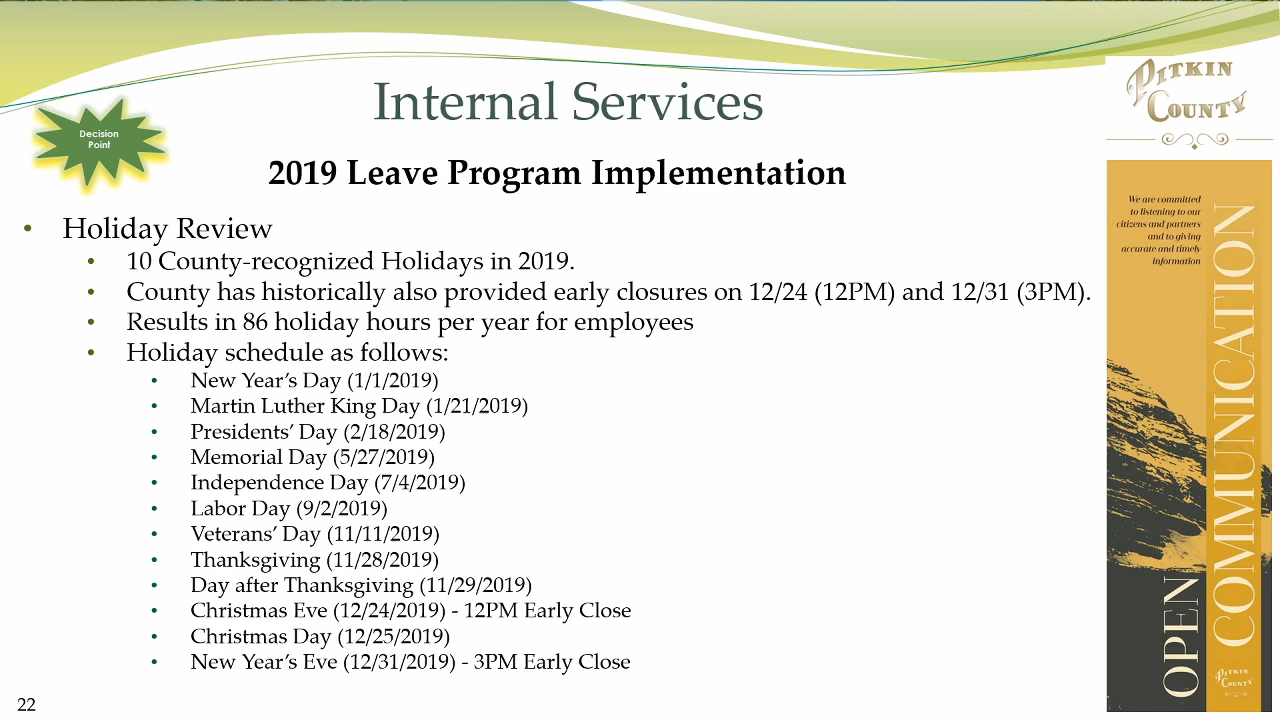 PITKIN
COUNTY
Internal Services
Decision
Point
2019 Leave Program Implementation
• Holiday Review
• 10 County-recognized Holidays in 2019.
• County has historically also provided early closures on 12/24 (12PM) and 12/31 (3PM).
• Results in 86 holiday hours per year for employees
• Holiday schedule as follows:
• New Year’s Day (1/1/2019)
• Martin Luther King Day (1/21/2019)
• Presidents’ Day (2/18/2019)
• Memorial Day (5/27/2019)
• Independence Day (7/4/2019)
• Labor Day (9/2/2019)
• Veterans’ Day (11/11/2019)
• Thanksgiving (11/28/2019)
• Day after Thanksgiving (11/29/2019)
• Christmas Eve (12/24/2019) - 12PM Early Close
• Christmas Day (12/25/2019)
• New Year’s Eve (12/31/2019) - 3PM Early Close
We are committed
to listening to our
citizens and partners
and to giving
accurate and timely
information
OPEN
COMMUNICATION
PITKIN
COUNTY
22